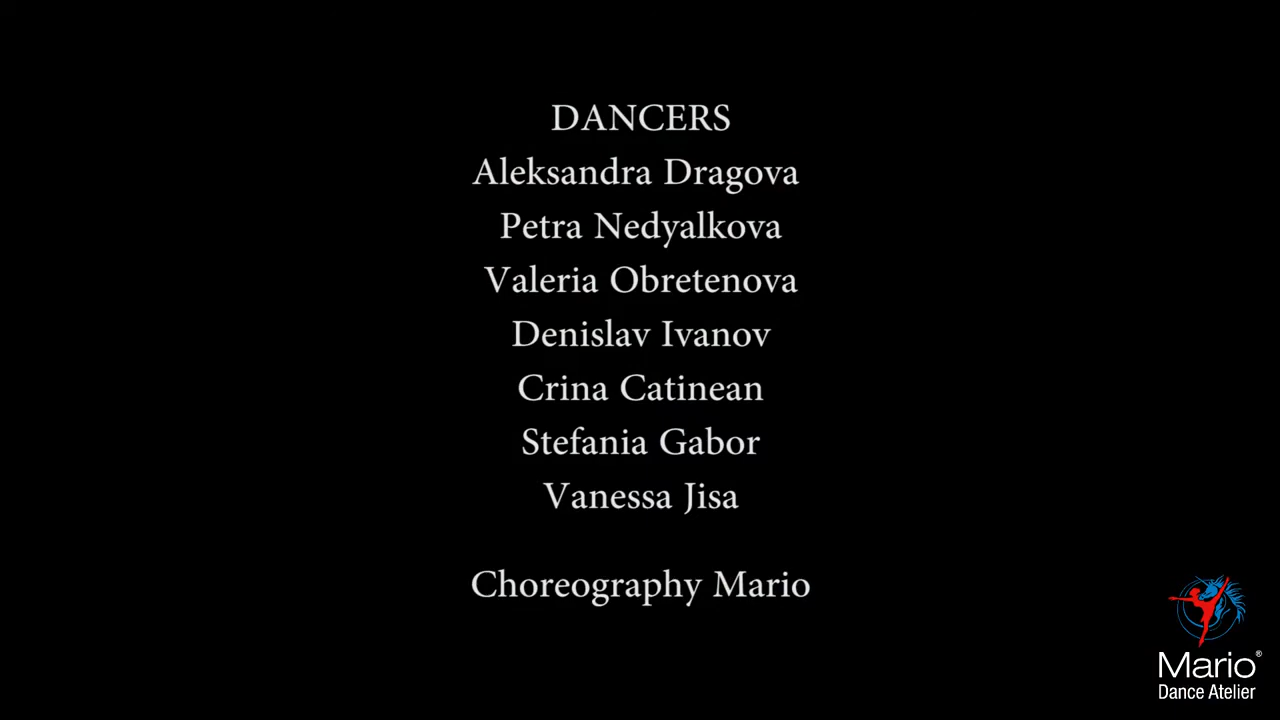 DANCERS
Aleksandra Dragova
Petra Nedyalkova
Valeria Obretenova
Denislav Ivanov
Crina Catinean
Stefania Gabor
Vanessa Jisa
Choreography Mario
Mario®
Dance Atelier